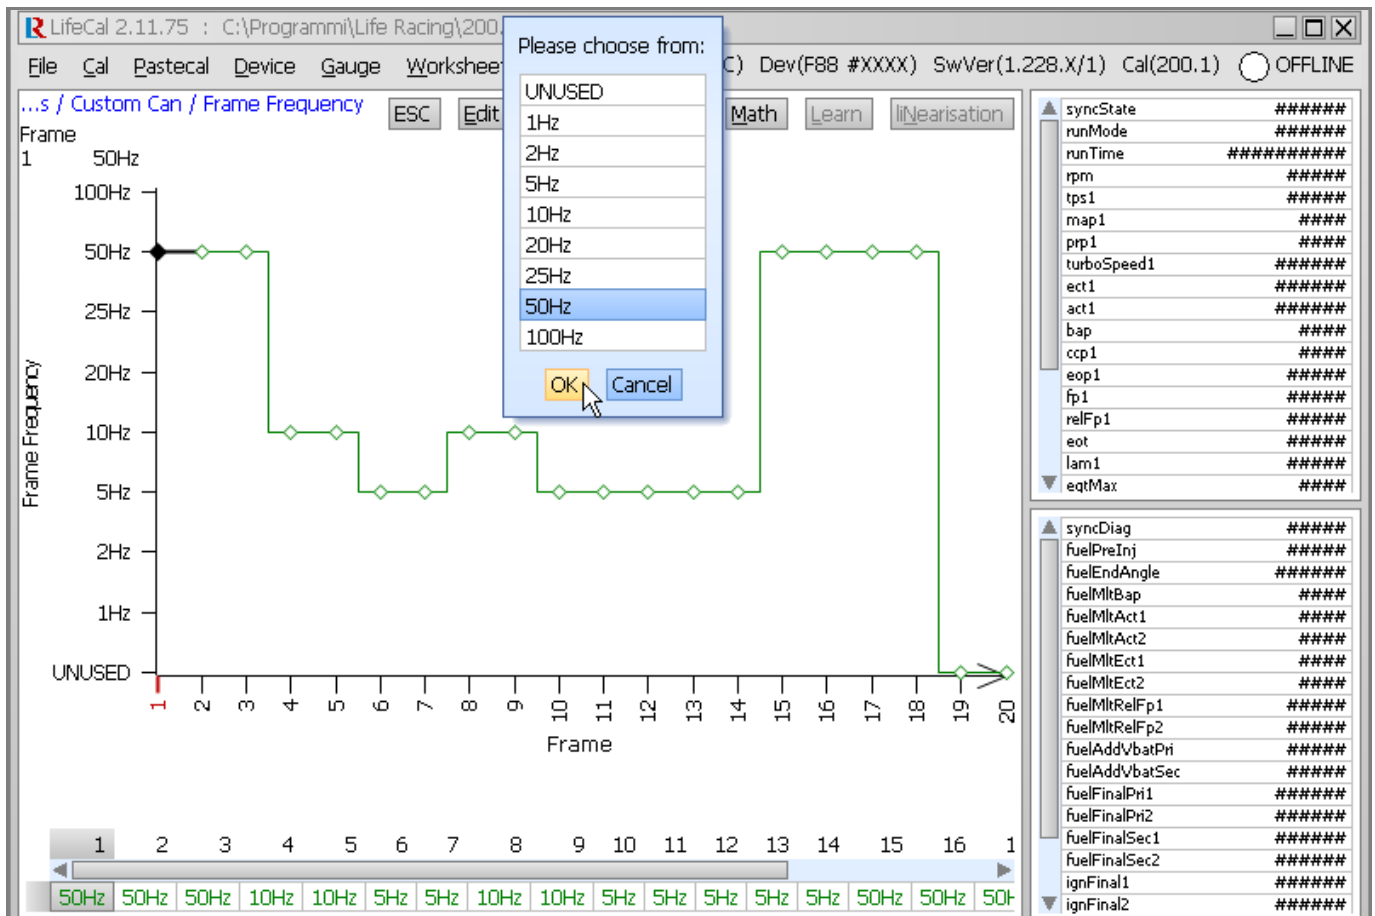 LifeCal 2.11.75 : C:\Programmi\Life Racing\200.
File Cal Pastecal Device Gauge Workshee C) Dev(F88 #XXXX) SwVer(1.228.X/1) Cal(200.1) OFFLINE
...s / Custom Can / Frame Frequency
ESC Edit Math Learn liNearisation
Frame
1 50Hz
Please choose from:
UNUSED
1Hz
2Hz
5Hz
10Hz
20Hz
25Hz
50Hz
100Hz
OK Cancel
100Hz
50Hz
25Hz
20Hz
10Hz
5Hz
2Hz
1Hz
UNUSED
Frame Frequency
1 2 3 4 5 6 7 8 9 10 11 12 13 14 15 16 17 18 19 20
Frame
1 2 3 4 5 6 7 8 9 10 11 12 13 14 15 16 1
50Hz 50Hz 50Hz 10Hz 10Hz 5Hz 5Hz 10Hz 10Hz 5Hz 5Hz 5Hz 5Hz 5Hz 50Hz 50Hz 50H
syncState ######
runMode ######
runTime ##########
rpm #####
tps1 #####
map1 ####
prp1 ####
turboSpeed1 ######
ect1 ######
act1 ######
bap ####
ccp1 ####
eop1 #####
fp1 #####
relFp1 #####
eot #####
lam1 #####
egtMax ####
syncDiag #####
fuelPreInj #####
fuelEndAngle ######
fuelMltBap ####
fuelMltAct1 ####
fuelMltAct2 ####
fuelMltEct1 ####
fuelMltEct2 ####
fuelMltRelFp1 #####
fuelMltRelFp2 #####
fuelAddVbatPri #####
fuelAddVbatSec #####
fuelFinalPri1 ######
fuelFinalPri2 ######
fuelFinalSec1 ######
fuelFinalSec2 ######
ignFinal1 ######
ignFinal2 ######